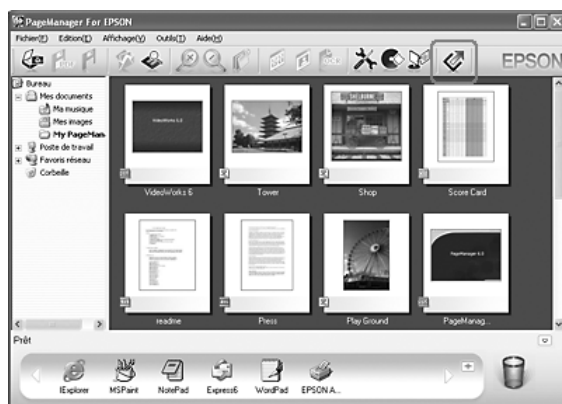 PageManager For EPSON
Fichier(F) Edition(E) Affichage(V) Outils(T) Aide(H)
EPSON
Bureau
Mes documents
Ma musique
Mes images
My PageMan
Poste de travail
Favoris réseau
Corbeille
VideoWorks 6 Tower Shop Score Card
readme Press Play Ground PageManag...
Prêt
IExplorer MSPaint NotePad Express6 WordPad EPSON A...